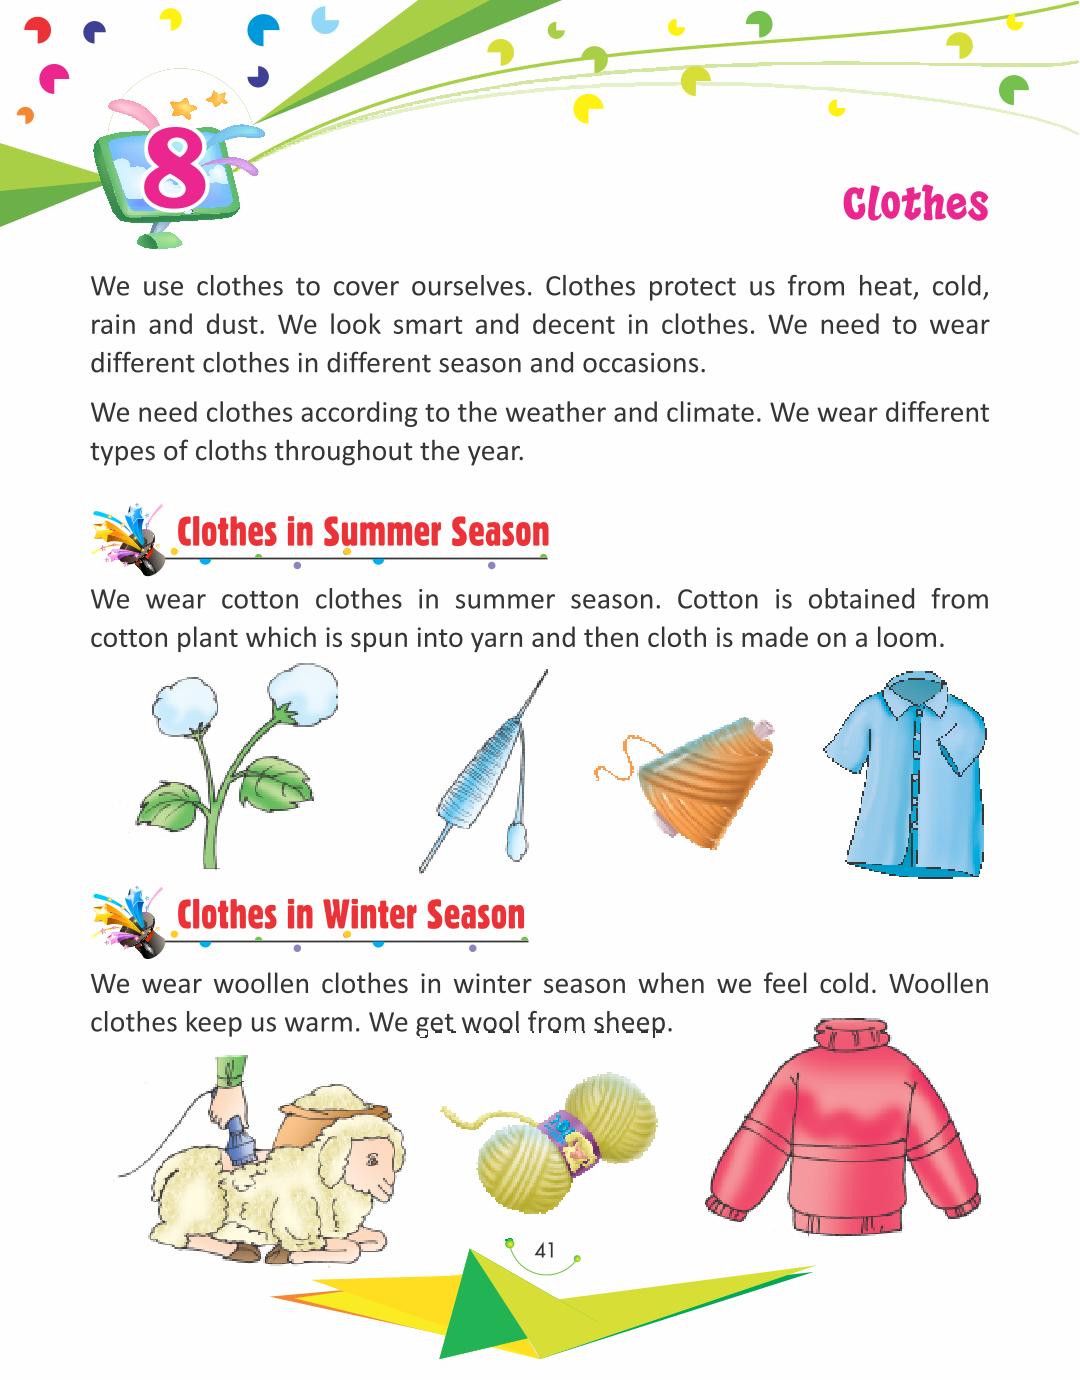 8
Clothes
We use clothes to cover ourselves. Clothes protect us from heat, cold,
rain and dust. We look smart and decent in clothes. We need to wear
different clothes in different season and occasions.
We need clothes according to the weather and climate. We wear different
types of cloths throughout the year.
Clothes in Summer Season
We wear cotton clothes in summer season. Cotton is obtained from
cotton plant which is spun into yarn and then cloth is made on a loom.
Clothes in Winter Season
We wear woollen clothes in winter season when we feel cold. Woollen
clothes keep us warm. We get wool from sheep.
41